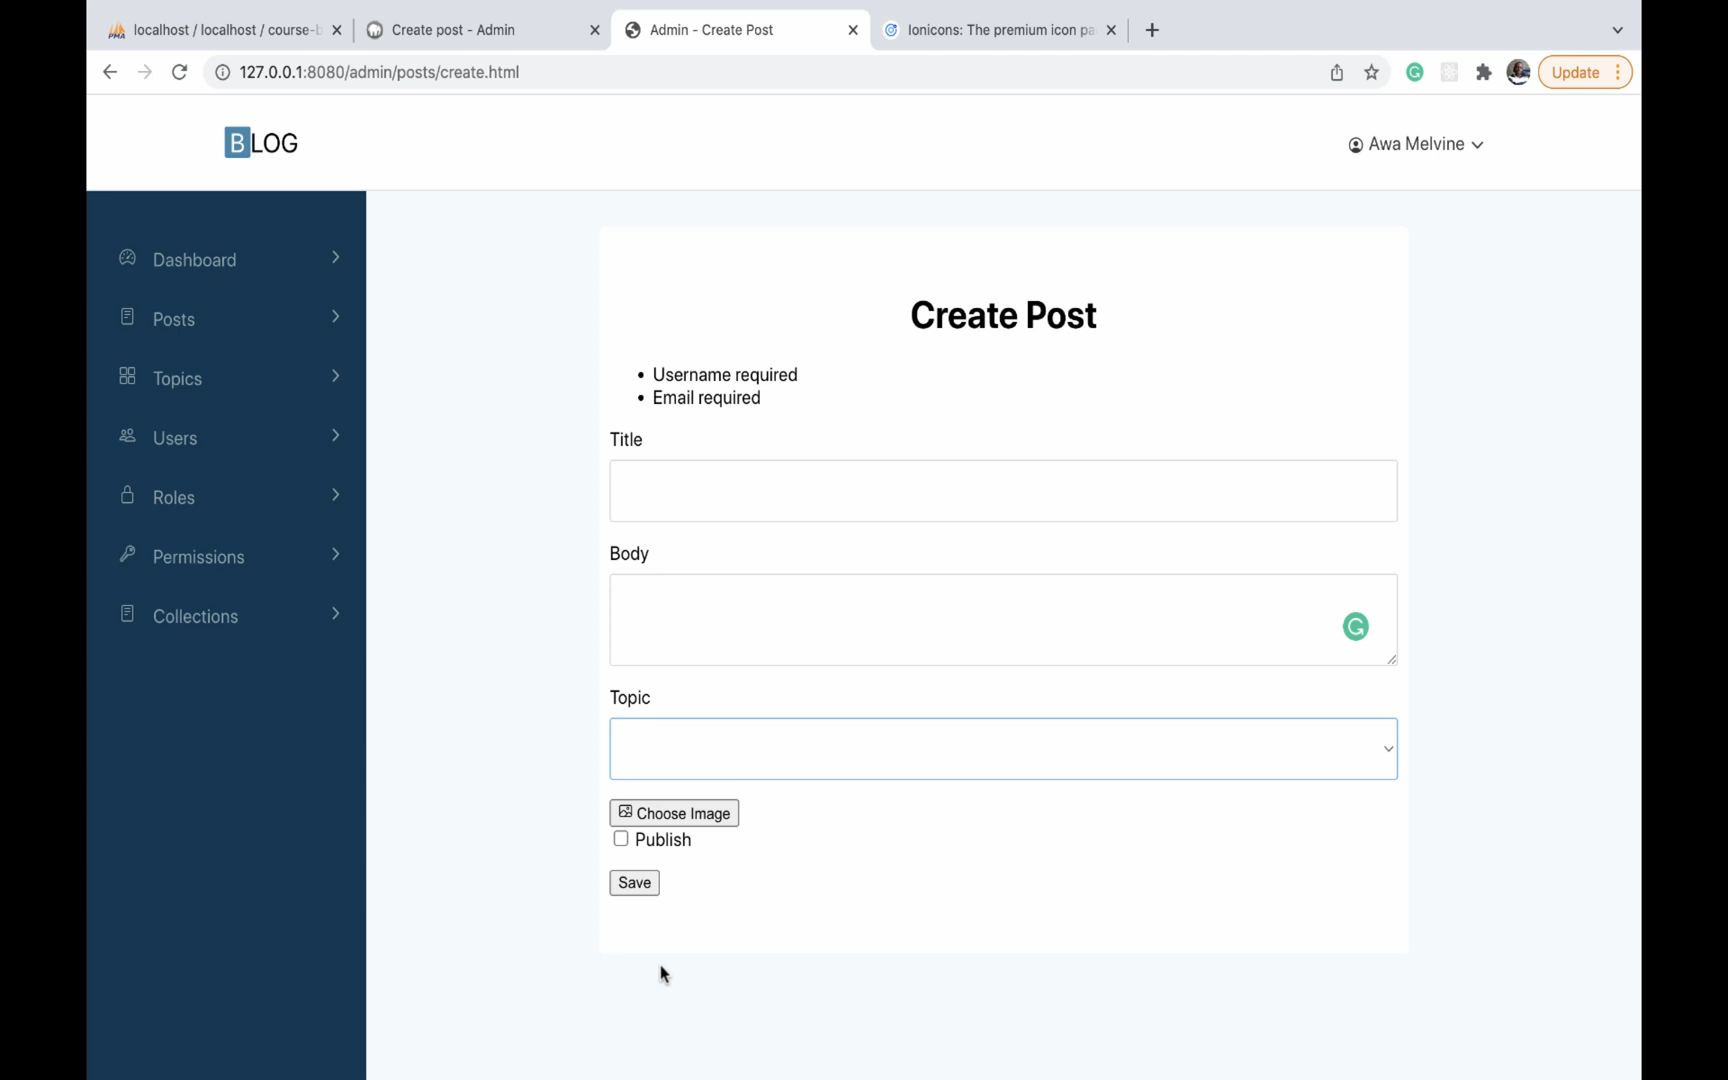 localhost / localhost / course-b
Create post - Admin
Admin - Create Post
Ionicons: The premium icon pa
127.0.0.1:8080/admin/posts/create.html
Update
BLOG
Awa Melvine
Dashboard
Posts
Topics
Users
Roles
Permissions
Collections
Create Post
• Username required
• Email required
Title
Body
Topic
Choose Image
Publish
Save